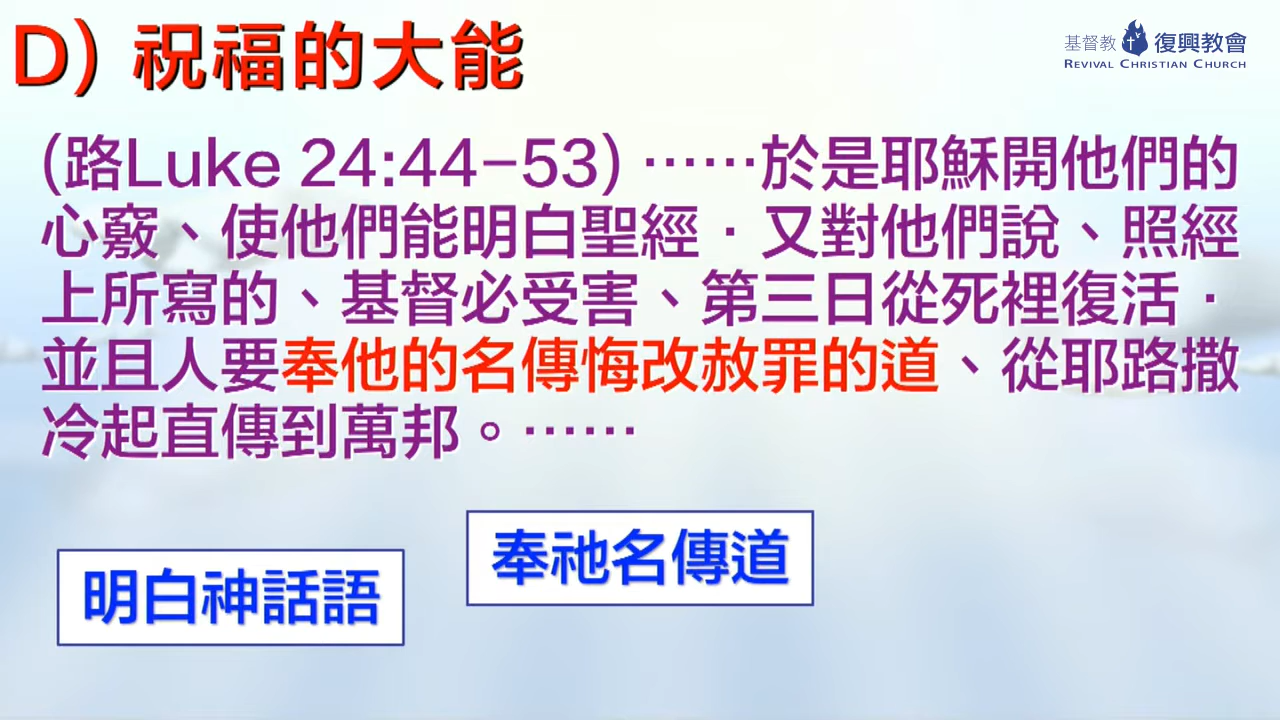 D) 祝福的大能
基督教 復興教會
REVIVAL CHRISTIAN CHURCH
(路Luke 24:44-53) ……於是耶穌開他們的
心竅、使他們能明白聖經．又對他們說、照經
上所寫的、基督必受害、第三日從死裡復活．
並且人要奉他的名傳悔改赦罪的道、從耶路撒
冷起直傳到萬邦。……
奉祂名傳道
明白神話語